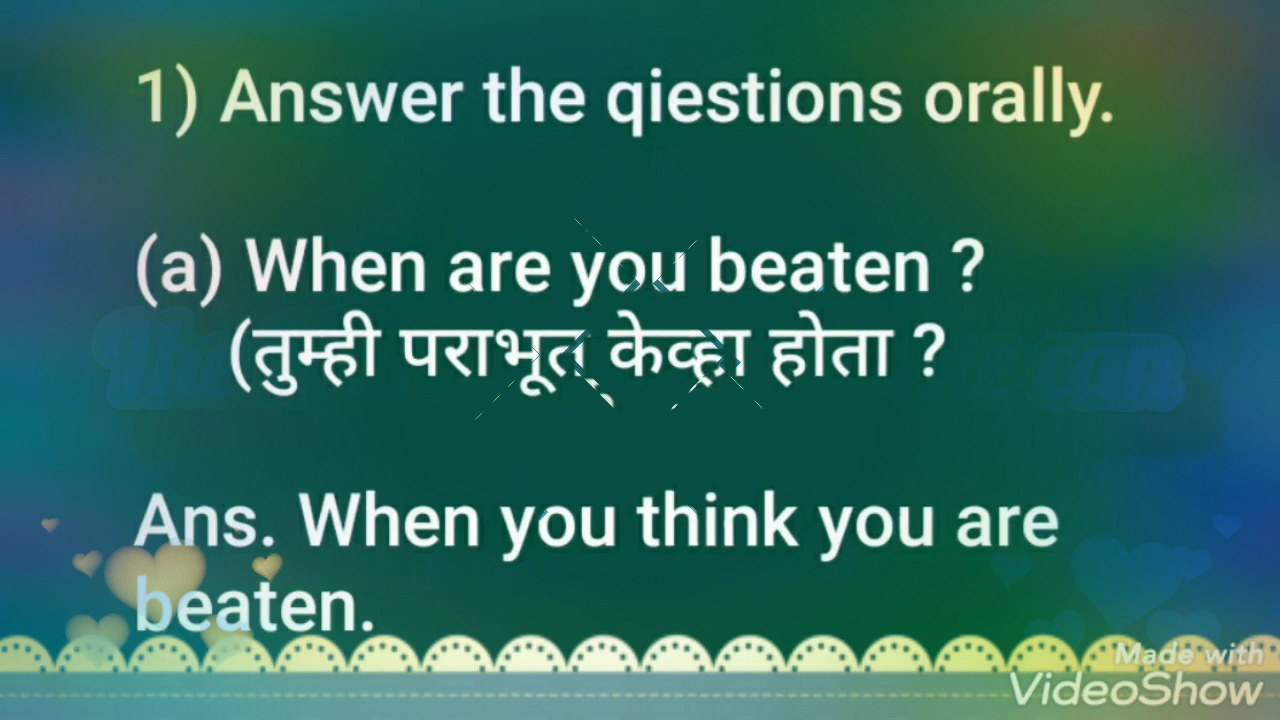 1) Answer the qiestions orally.
(a) When are you beaten ?
(तुम्ही पराभूत केव्हा होता ?
Ans. When you think you are
beaten.
Made with
VideoShow